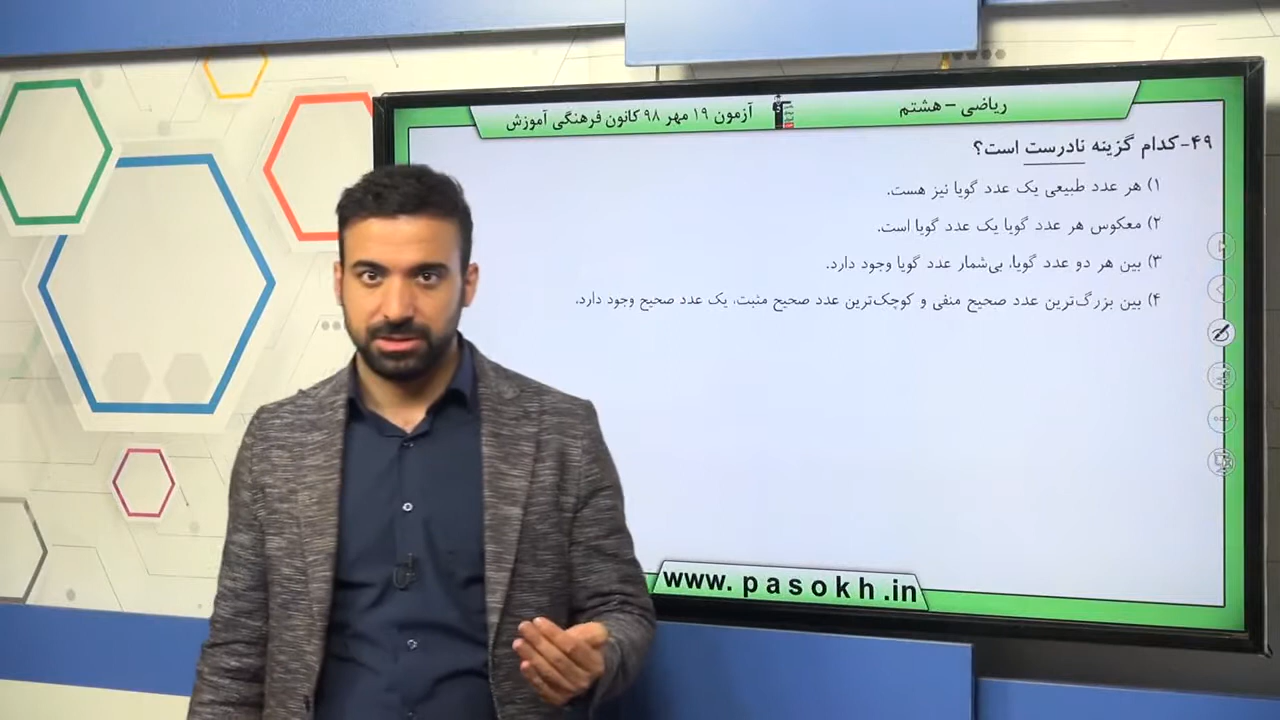 ریاضی - هشتم
آزمون ۱۹ مهر ۹۸ کانون فرهنگی آموزش
۴۹-کدام گزینه نادرست است؟
۱) هر عدد طبیعی یک عدد گویا نیز هست.
۲) معکوس هر عدد گویا یک عدد گویا است.
۳) بین هر دو عدد گویا، بی‌شمار عدد گویا وجود دارد.
۴) بین بزرگ‌ترین عدد صحیح منفی و کوچک‌ترین عدد صحیح مثبت، یک عدد صحیح وجود دارد.
www. pasokh .in